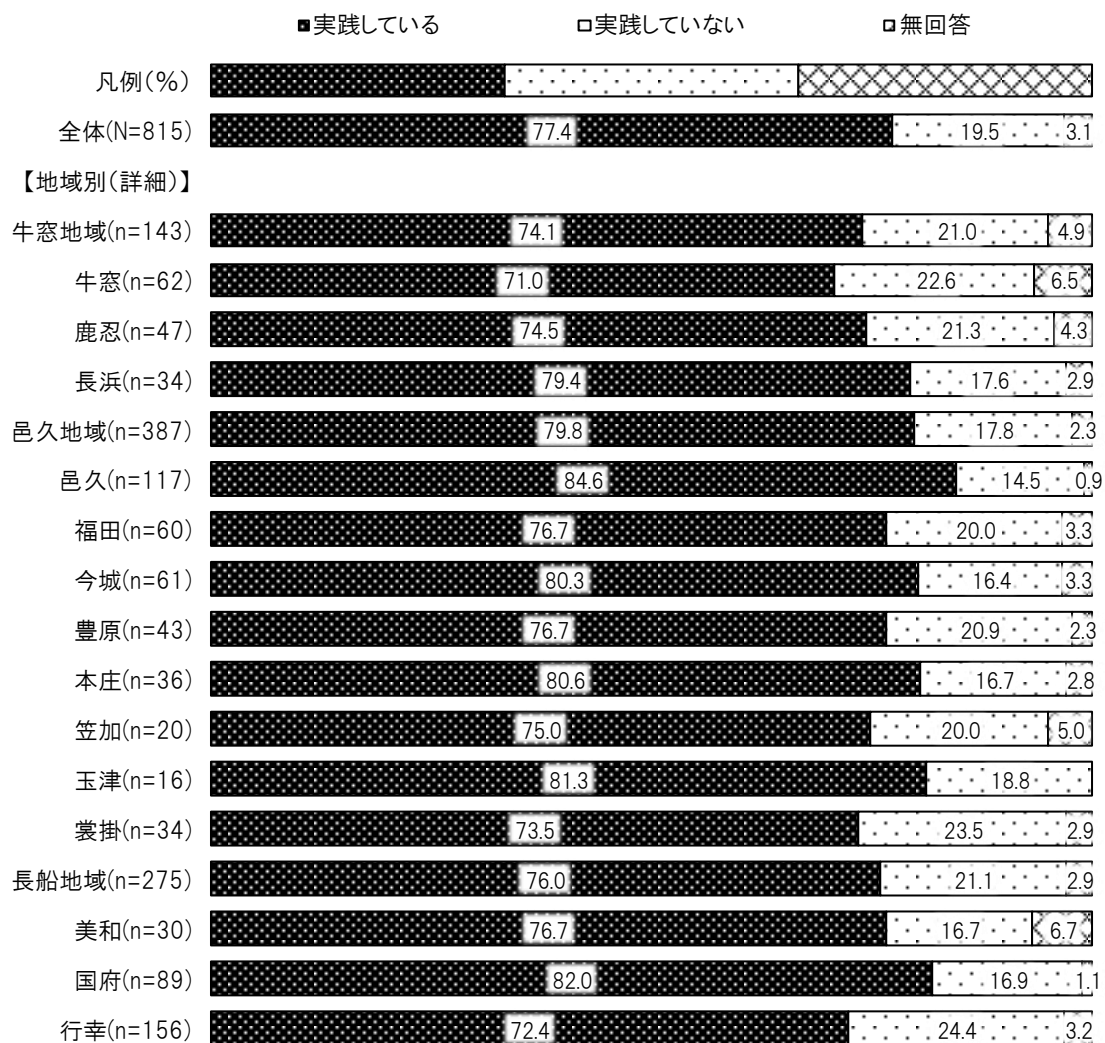 ■実践している □実践していない □無回答
凡例(%)
全体(N=815) 77.4 19.5 3.1
【地域別(詳細)】
牛窓地域(n=143) 74.1 21.0 4.9
牛窓(n=62) 71.0 22.6 6.5
鹿忍(n=47) 74.5 21.3 4.3
長浜(n=34) 79.4 17.6 2.9
邑久地域(n=387) 79.8 17.8 2.3
邑久(n=117) 84.6 14.5 0.9
福田(n=60) 76.7 20.0 3.3
今城(n=61) 80.3 16.4 3.3
豊原(n=43) 76.7 20.9 2.3
本庄(n=36) 80.6 16.7 2.8
笠加(n=20) 75.0 20.0 5.0
玉津(n=16) 81.3 18.8
裳掛(n=34) 73.5 23.5 2.9
長船地域(n=275) 76.0 21.1 2.9
美和(n=30) 76.7 16.7 6.7
国府(n=89) 82.0 16.9 1.1
行幸(n=156) 72.4 24.4 3.2